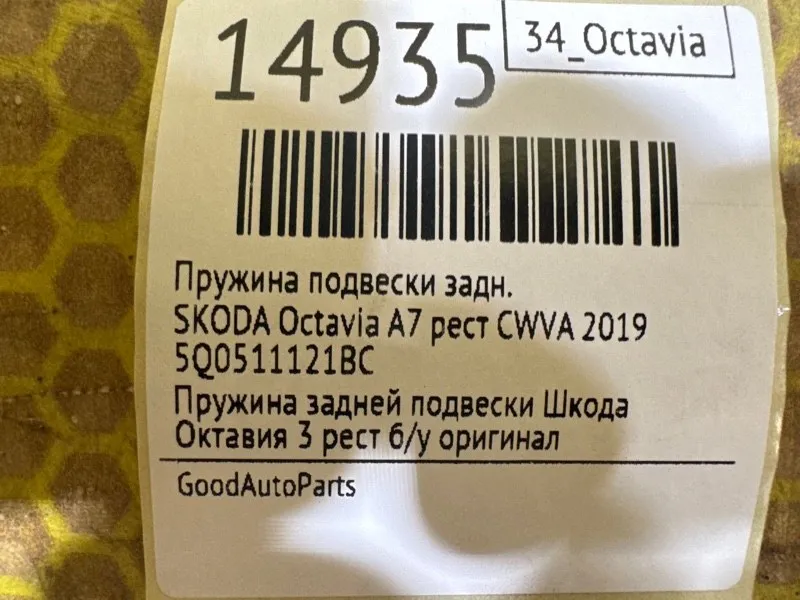 14935
34_Octavia
Пружина подвески задн.
SKODA Octavia A7 рест CWVA 2019
5Q0511121BC
Пружина задней подвески Шкода
Октавия 3 рест б/у оригинал
GoodAutoParts